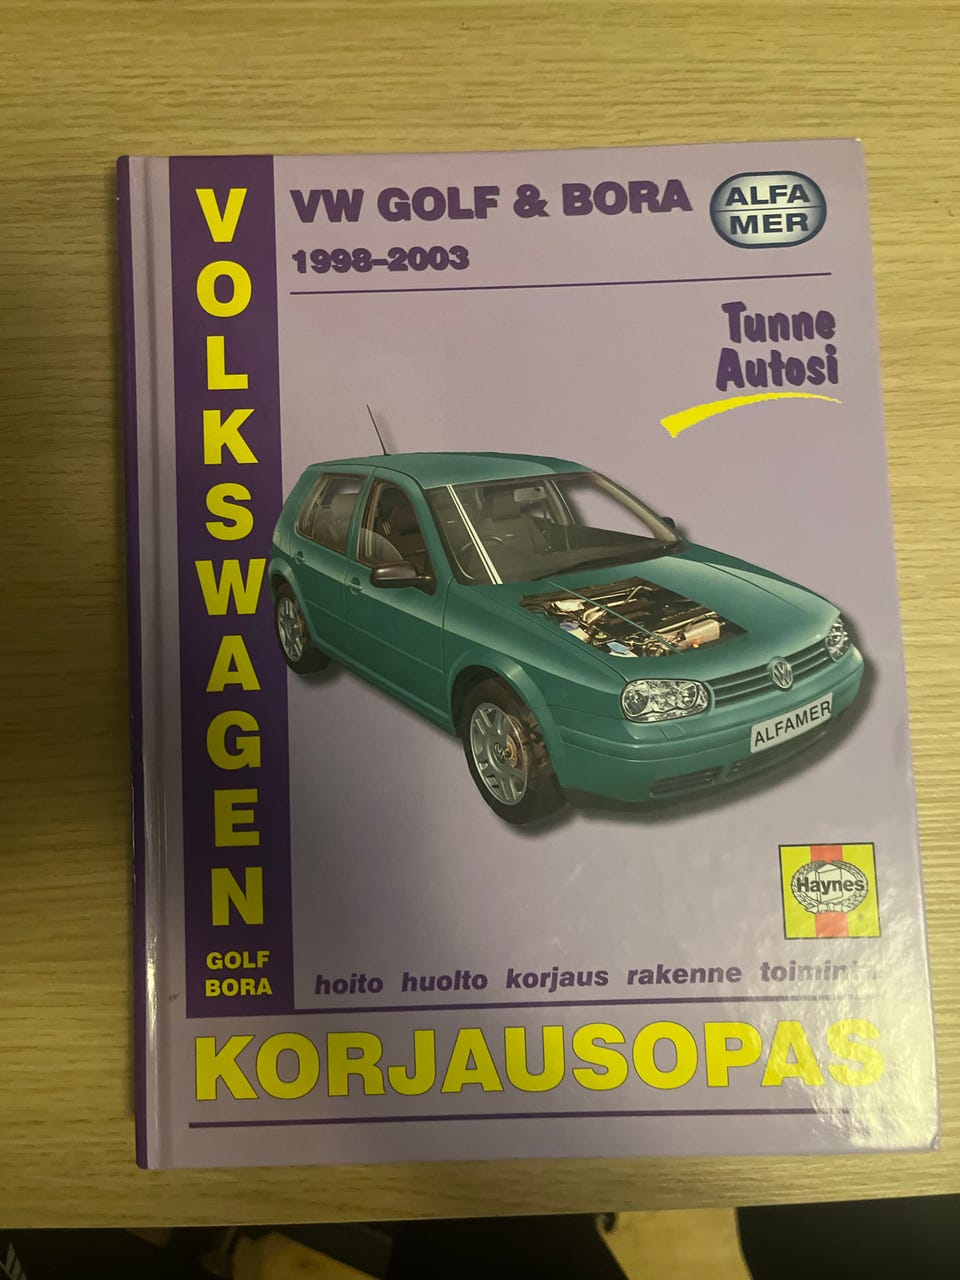 VOLKSWAGEN
GOLF
BORA
VW GOLF & BORA
1998-2003
ALFA
MER
Tunne
Autosi
ALFAMER
Haynes
®
hoito huolto korjaus rakenne toiminta
KORJAUSOPAS